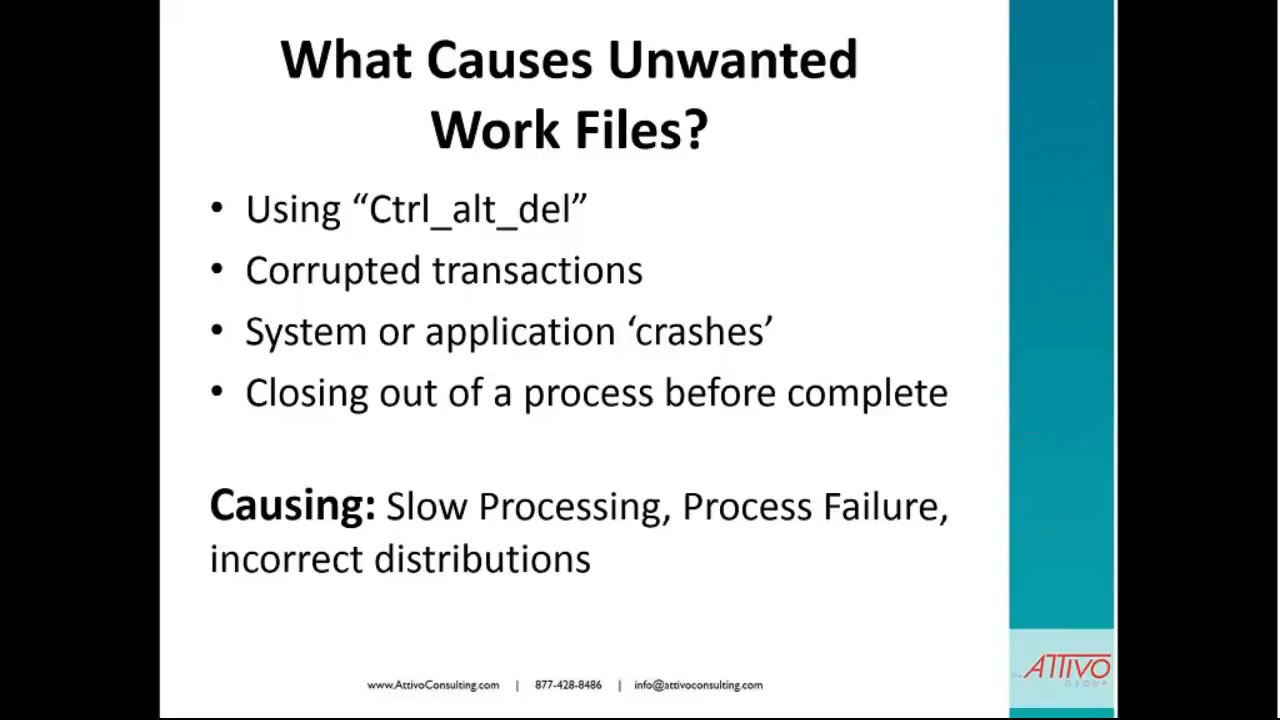 What Causes Unwanted
Work Files?
• Using “Ctrl_alt_del”
• Corrupted transactions
• System or application ‘crashes’
• Closing out of a process before complete
Causing: Slow Processing, Process Failure,
incorrect distributions
www.AttivoConsulting.com | 877-428-8486 | info@attivoconsulting.com
The ATTIVO
GROUP